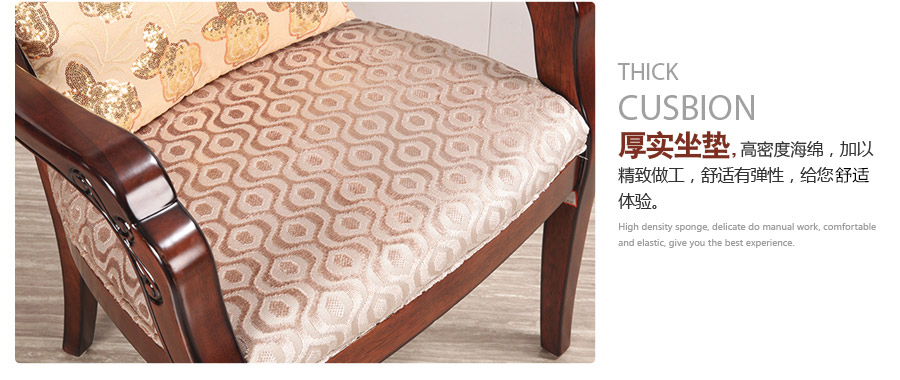 THICK
CUSBION
厚实坐垫,高密度海绵，加以
精致做工，舒适有弹性，给您舒适
体验。
High density sponge, delicate do manual work, comfortable
and elastic, give you the best experience.